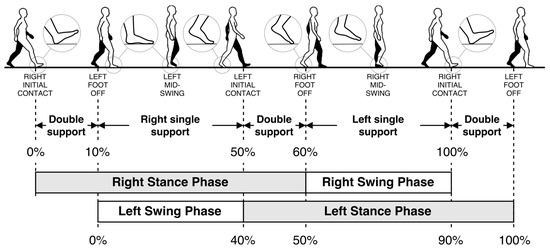 RIGHT INITIAL CONTACT
LEFT FOOT OFF
LEFT MID-SWING
LEFT INITIAL CONTACT
RIGHT FOOT OFF
RIGHT MID-SWING
RIGHT INITIAL CONTACT
LEFT FOOT OFF
Double support
Right single support
Double support
Left single support
Double support
0% 10% 50% 60% 100%
Right Stance Phase Right Swing Phase
Left Swing Phase Left Stance Phase
0% 40% 50% 90% 100%